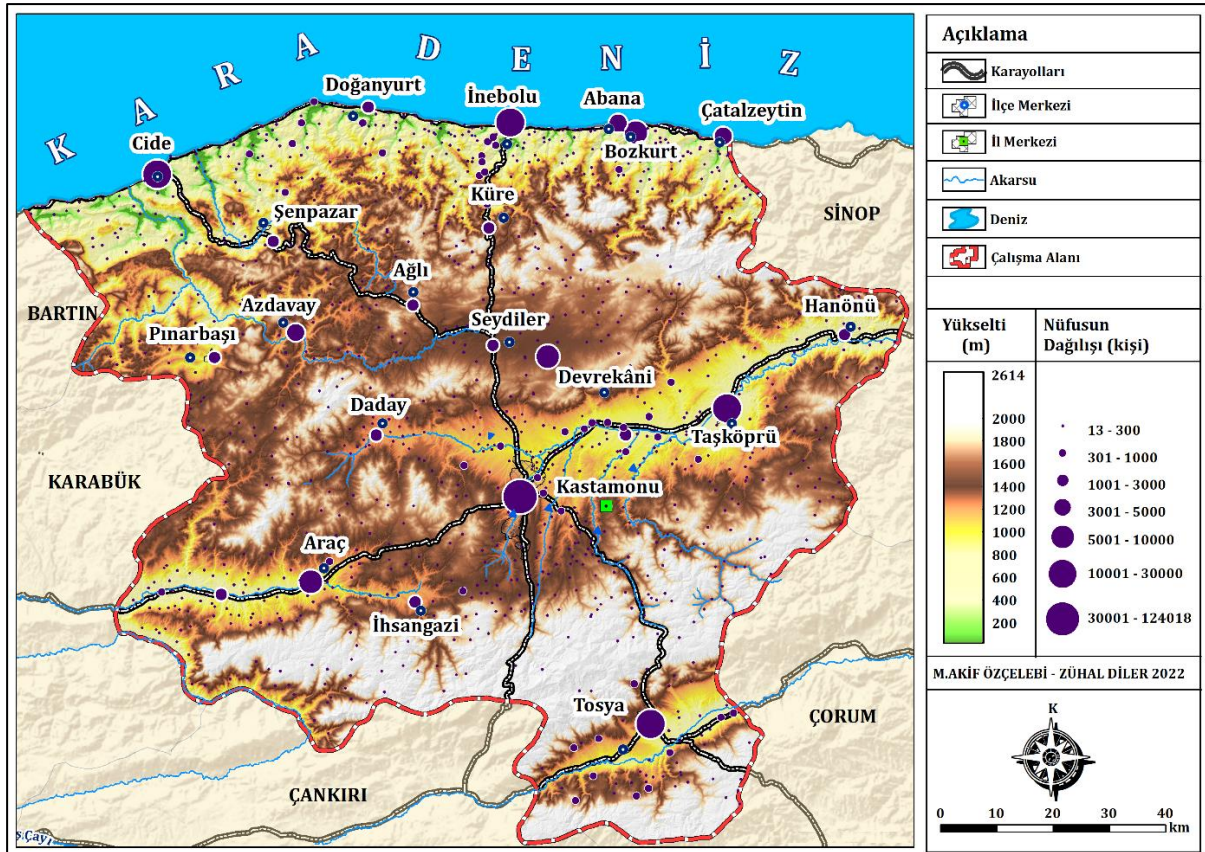 KARADENİZ
Doğanyurt
İnebolu
Abana
Çatalzeytin
Cide
Bozkurt
Küre
Şenpazar
SİNOP
Ağlı
BARTIN
Azdavay
Hanönü
Seydiler
Pınarbaşı
Devrekâni
Daday
Taşköprü
KARABÜK
Kastamonu
Araç
İhsangazi
Tosya
ÇORUM
ÇANKIRI
Çayı
Açıklama
Karayolları
İlçe Merkezi
İl Merkezi
Akarsu
Deniz
Çalışma Alanı
Yükselti
(m)
2614
2000
1800
1600
1400
1200
1000
800
600
400
200
Nüfusun
Dağılışı (kişi)
13 - 300
301 - 1000
1001 - 3000
3001 - 5000
5001 - 10000
10001 - 30000
30001 - 124018
M.AKİF ÖZÇELEBİ - ZÜHAL DİLER 2022
K
0 10 20 30 40
km